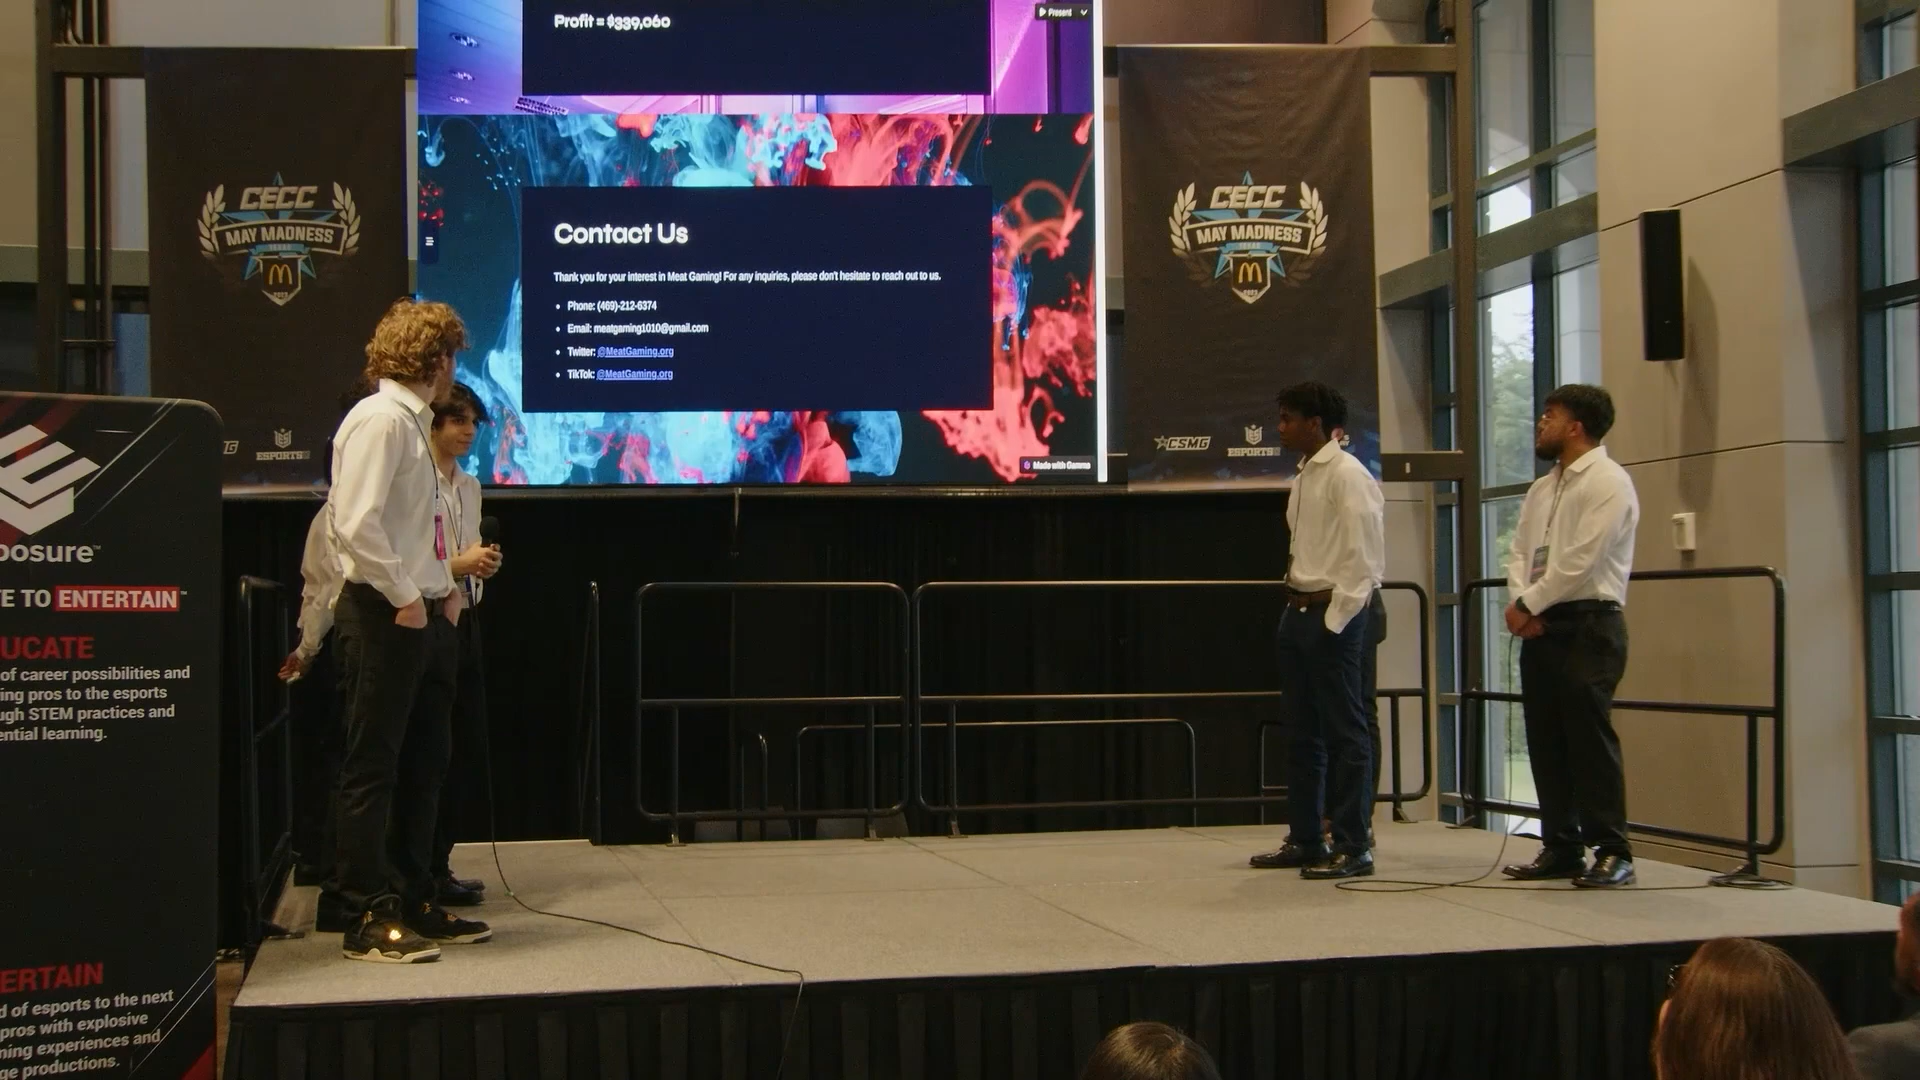 Profit = $339,060
Present
Contact Us
Thank you for your interest in Meat Gaming! For any inquiries, please don't hesitate to reach out to us.
Phone: (469)-212-6374
Email: meatgaming1010@gmail.com
Twitter: @MeatGaming.org
TikTok: @MeatGaming.org
Made with Gamma
CECC
MAY MADNESS
TEXAS
ESPORTS
CECC
MAY MADNESS
TEXAS
CSMG
ESPORTS
posure™
TE TO ENTERTAIN™
UCATE
of career possibilities and
ing pros to the esports
ugh STEM practices and
ential learning.
ERTAIN
d of esports to the next
pros with explosive
ning experiences and
ge productions.